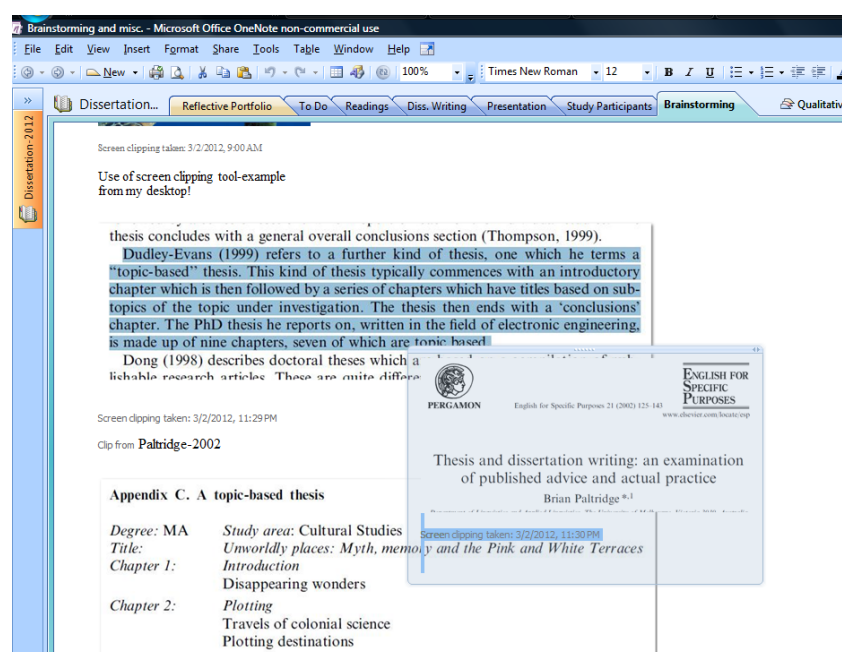 Brainstorming and misc. - Microsoft Office OneNote non-commercial use
File Edit View Insert Format Share Tools Table Window Help
New 100% Times New Roman 12 B I U
» Dissertation... Reflective Portfolio To Do Readings Diss. Writing Presentation Study Participants Brainstorming Qualitativ
Dissertation-2012
Screen clipping taken: 3/2/2012, 9:00 AM
Use of screen clipping tool-example
from my desktop!
thesis concludes with a general overall conclusions section (Thompson, 1999).
Dudley-Evans (1999) refers to a further kind of thesis, one which he terms a
“topic-based” thesis. This kind of thesis typically commences with an introductory
chapter which is then followed by a series of chapters which have titles based on sub-
topics of the topic under investigation. The thesis then ends with a ‘conclusions’
chapter. The PhD thesis he reports on, written in the field of electronic engineering,
is made up of nine chapters, seven of which are topic based.
Dong (1998) describes doctoral theses which a
lishable research articles. These are quite differe
Screen clipping taken: 3/2/2012, 11:29 PM
Clip from Paltridge-2002
PERGAMON
English for Specific Purposes 21 (2002) 125-143
ENGLISH FOR
SPECIFIC
PURPOSES
www.elsevier.com/locate/esp
Thesis and dissertation writing: an examination
of published advice and actual practice
Brian Paltridge *,1
Screen clipping taken: 3/2/2012, 11:30 PM
Appendix C. A topic-based thesis
Degree: MA Study area: Cultural Studies
Title: Unworldly places: Myth, memory and the Pink and White Terraces
Chapter 1: Introduction
Disappearing wonders
Chapter 2: Plotting
Travels of colonial science
Plotting destinations